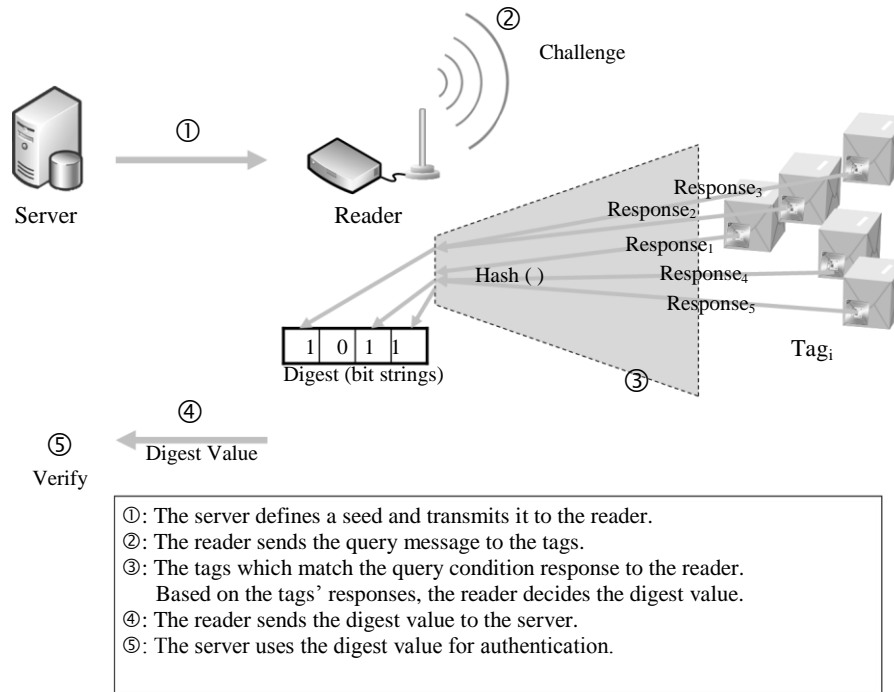 ②
Challenge
①
Server
Reader
Response₃
Response₂
Response₁
Hash ( )
Response₄
Response₅
1 0 1 1
Digest (bit strings)
Tagᵢ
③
④
⑤
Digest Value
Verify
①: The server defines a seed and transmits it to the reader.
②: The reader sends the query message to the tags.
③: The tags which match the query condition response to the reader.
Based on the tags’ responses, the reader decides the digest value.
④: The reader sends the digest value to the server.
⑤: The server uses the digest value for authentication.